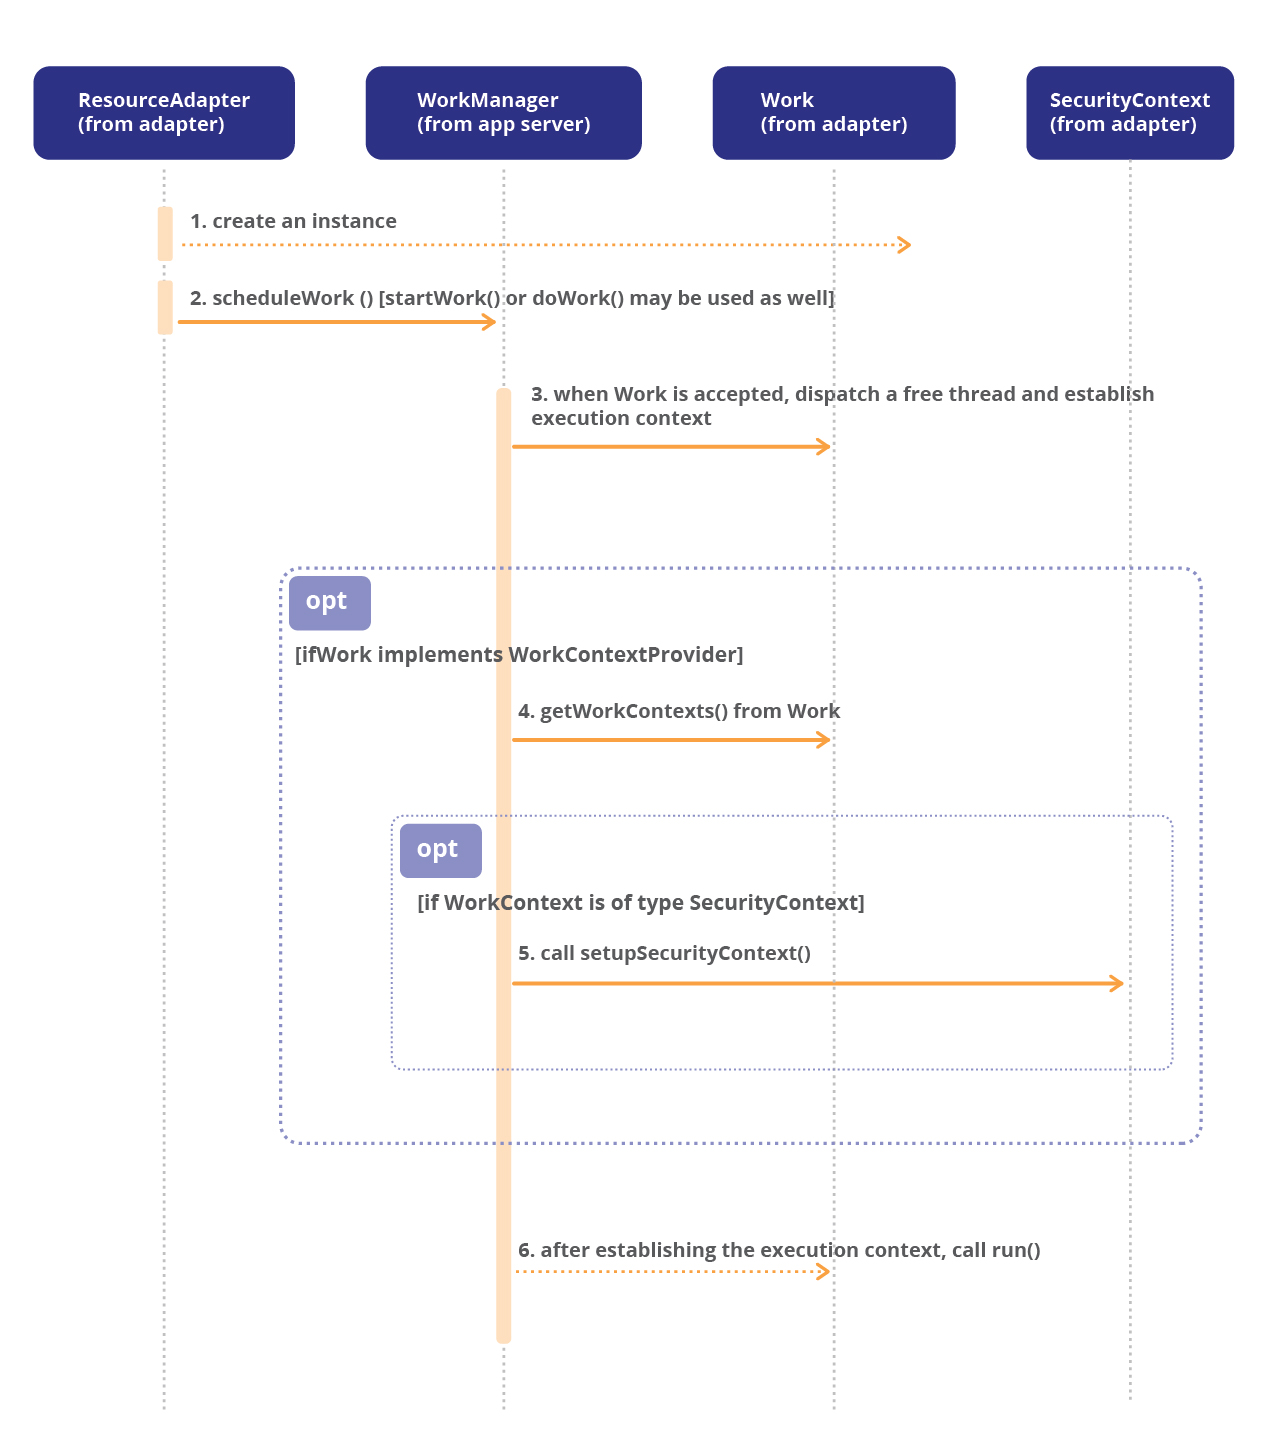 ResourceAdapter
(from adapter)
WorkManager
(from app server)
Work
(from adapter)
SecurityContext
(from adapter)
1. create an instance
2. scheduleWork () [startWork() or doWork() may be used as well]
3. when Work is accepted, dispatch a free thread and establish
execution context
opt
[ifWork implements WorkContextProvider]
4. getWorkContexts() from Work
opt
[if WorkContext is of type SecurityContext]
5. call setupSecurityContext()
6. after establishing the execution context, call run()